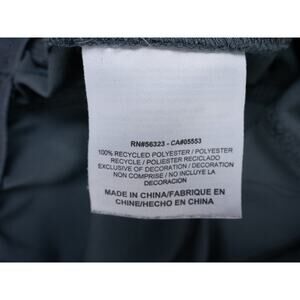 RN#56323 - CA#05553
100% RECYCLED POLYESTER / POLYESTER
RECYCLE / POLIESTER RECICLADO
EXCLUSIVE OF DECORATION / DECORATION
NON COMPRISE / NO INCLUYE LA
DECORACION
MADE IN CHINA/FABRIQUE EN
CHINE/HECHO EN CHINA